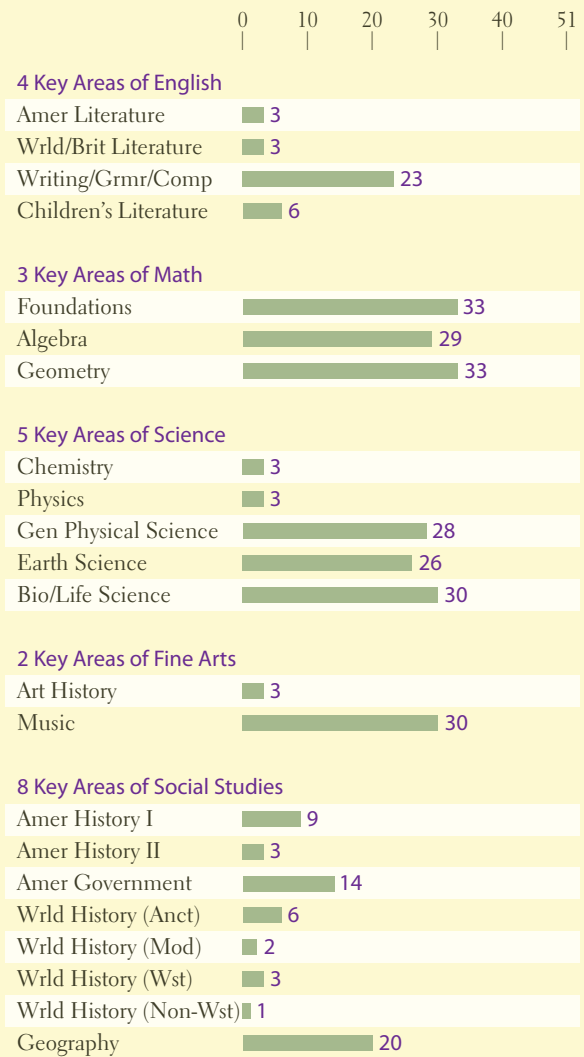 0 10 20 30 40 51
4 Key Areas of English
Amer Literature 3
Wrld/Brit Literature 3
Writing/Grmr/Comp 23
Children's Literature 6
3 Key Areas of Math
Foundations 33
Algebra 29
Geometry 33
5 Key Areas of Science
Chemistry 3
Physics 3
Gen Physical Science 28
Earth Science 26
Bio/Life Science 30
2 Key Areas of Fine Arts
Art History 3
Music 30
8 Key Areas of Social Studies
Amer History I 9
Amer History II 3
Amer Government 14
Wrld History (Anct) 6
Wrld History (Mod) 2
Wrld History (Wst) 3
Wrld History (Non-Wst) 1
Geography 20